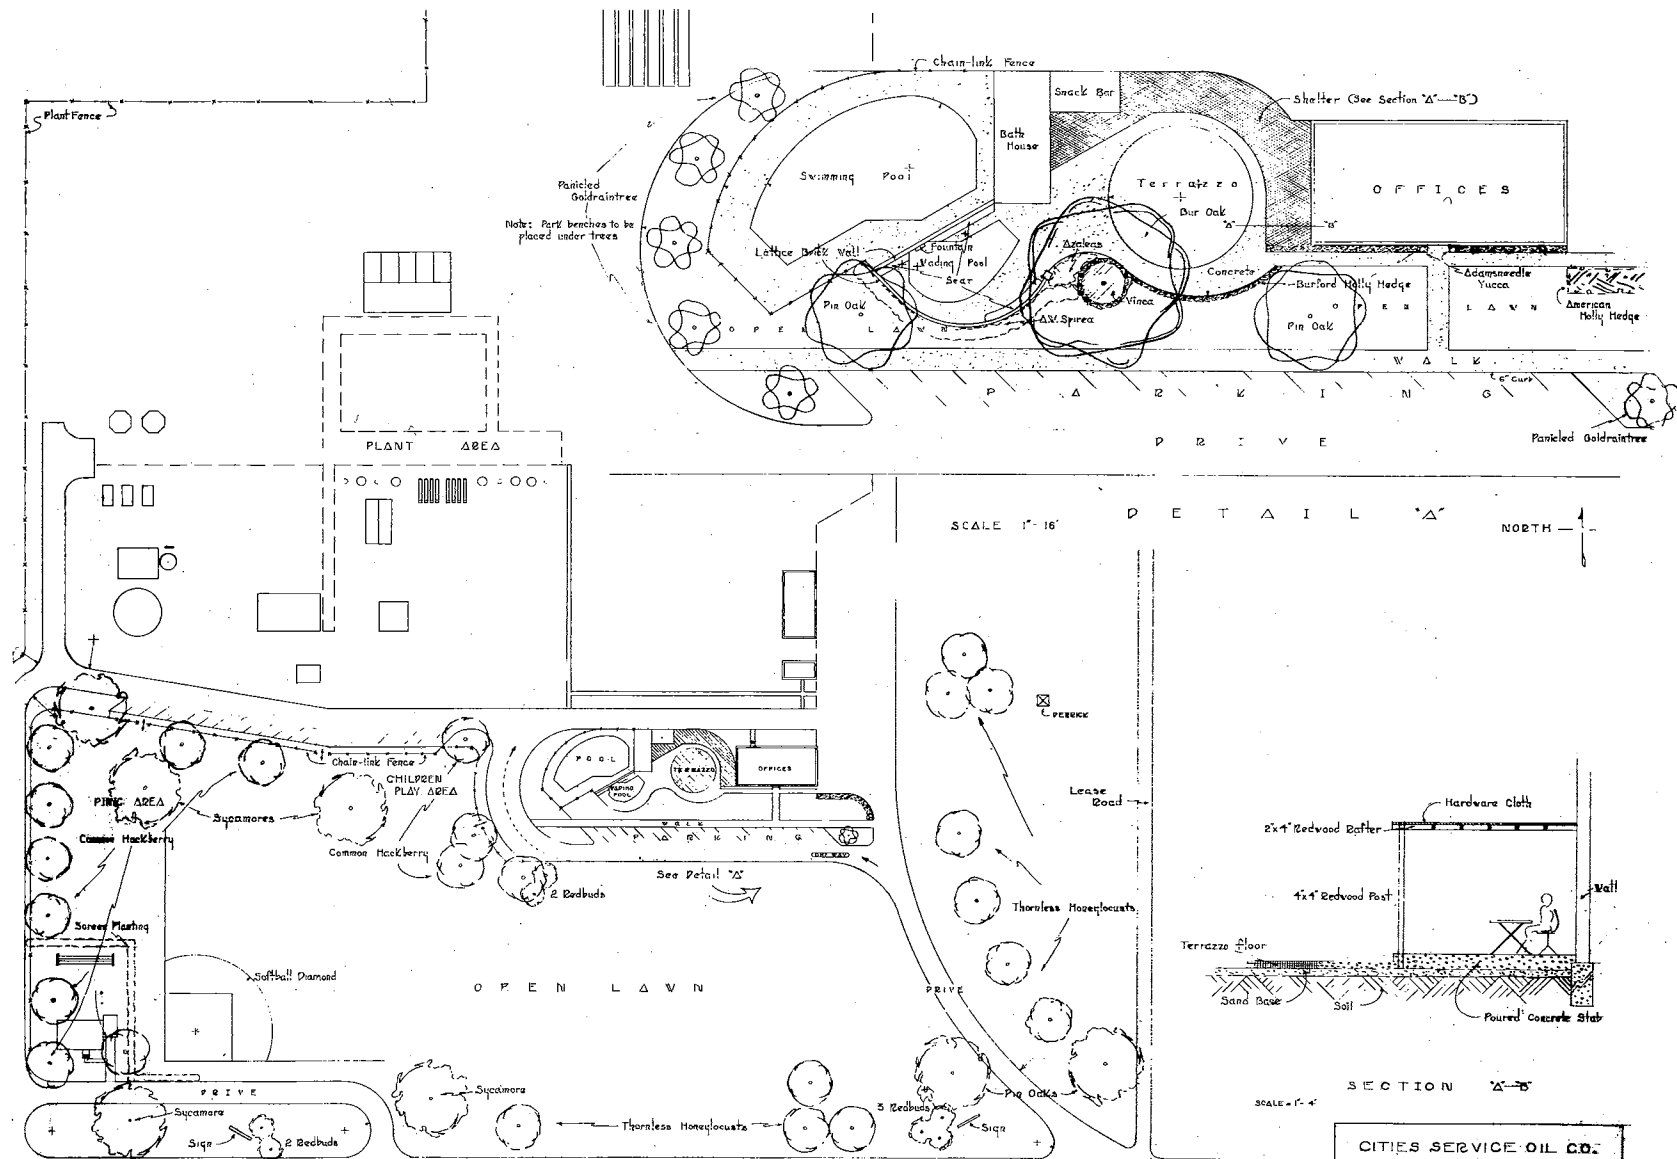 Plant Fence
Chain-link Fence
Snack Bar
Shelter (See Section "A"-"B")
Bath
House
Swimming Pool
Terrazzo
OFFICES
Panicled
Goldraintree
Bur Oak
Note: Park benches to be
placed under trees
"A" "B"
Lattice Brick Wall
Fountain
Azaleas
Wading Pool
Seat
Concrete
Adamsneedle
Yucca
Pin Oak
Vinca
Burford Holly Hedge
American
Holly Hedge
A.W. Spirea
Pin Oak
OPEN LAWN
OPEN LAWN
WALK
6" Curb
PARKING
Panicled Goldraintree
DRIVE
PLANT AREA
DETAIL "A"
SCALE 1"-16'
NORTH
DERRICK
Chain-link Fence
CHILDREN
PLAY AREA
POOL
TERRAZZO
OFFICES
WADING
POOL
AREA
Sycamores
Lease
Road
Hardware Cloth
2"x4" Redwood Rafter
WALK
PARKING
Common Hackberry
Common Hackberry
See Detail "A"
2 Redbuds
4"x4" Redwood Post
Wall
Thornless Honeylocusts
Screen Planting
Terrazzo floor
Softball Diamond
OPEN LAWN
DRIVE
Sand Base
Soil
Poured Concrete Slab
SECTION "A-B"
SCALE = 1"- 4'
DRIVE
Sycamore
Sycamore
Pin Oaks
3 Redbuds
Thornless Honeylocusts
Sign
Sign
2 Redbuds
CITIES SERVICE OIL CO.